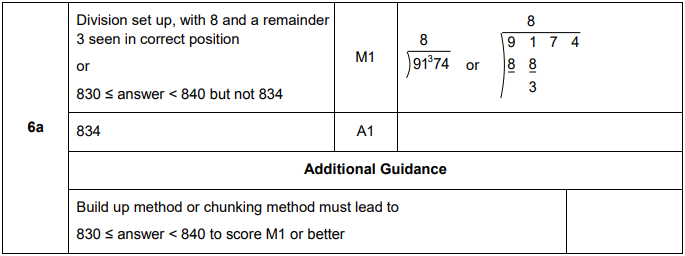 6a
Division set up, with 8 and a remainder
3 seen in correct position
or
830 ≤ answer < 840 but not 834
M1
8
91³74
or
8
9 1 7 4
8 8
3
834
A1
Additional Guidance
Build up method or chunking method must lead to
830 ≤ answer < 840 to score M1 or better